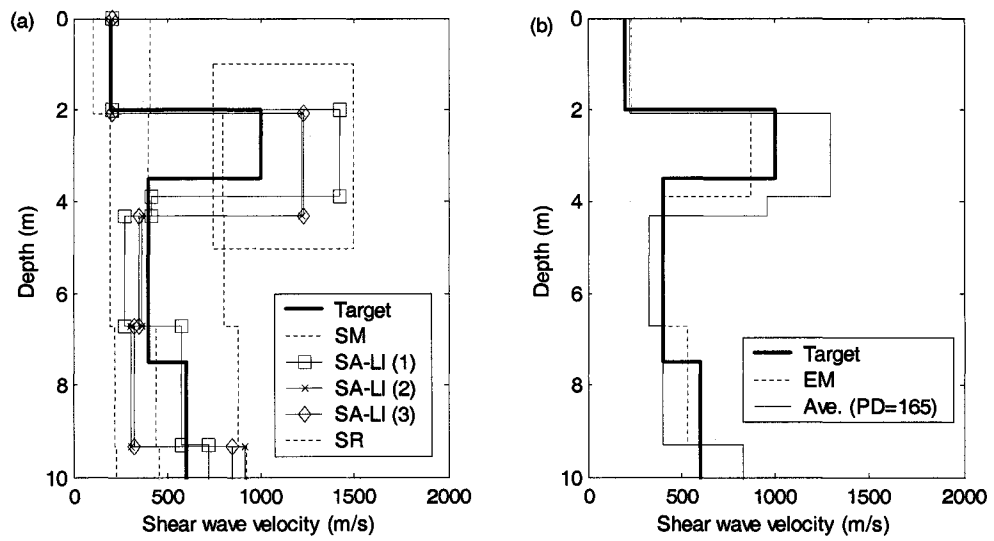 (a)
0
2
4
6
8
10
Depth (m)
0
500
1000
1500
2000
Shear wave velocity (m/s)
Target
SM
SA-LI (1)
SA-LI (2)
SA-LI (3)
SR
(b)
0
2
4
6
8
10
Depth (m)
0
500
1000
1500
2000
Shear wave velocity (m/s)
Target
EM
Ave. (PD=165)